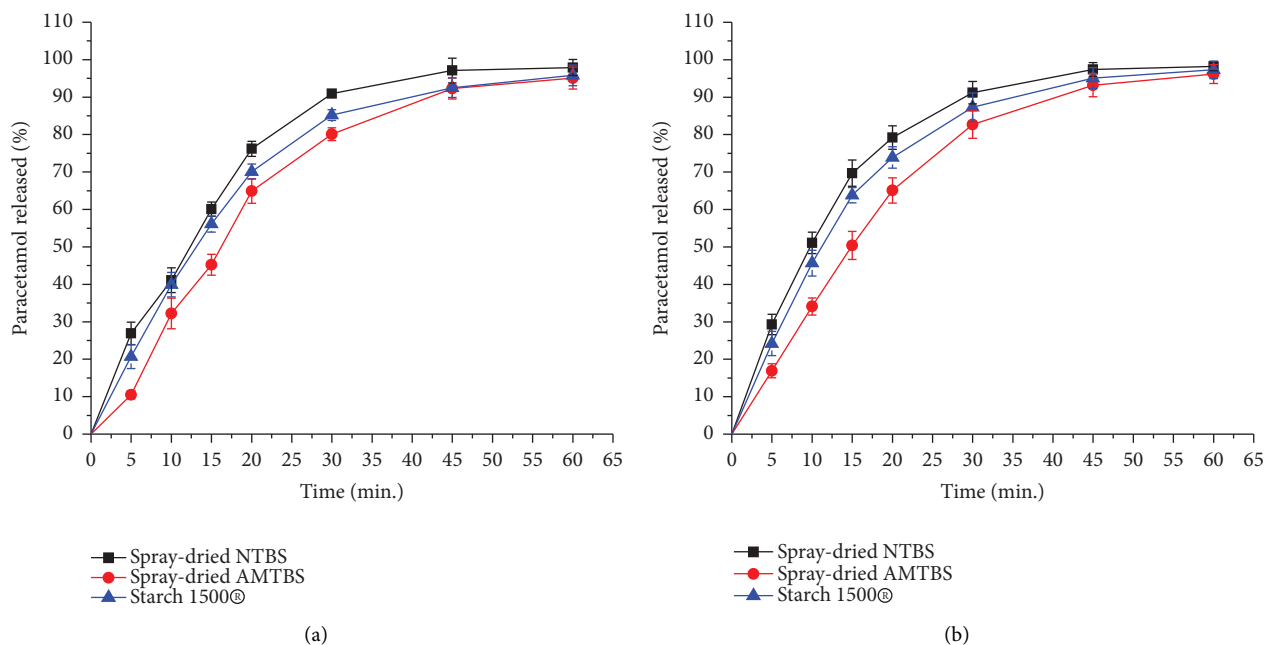 110
100
90
80
70
60
50
40
30
20
10
0
Paracetamol released (%)
0 5 10 15 20 25 30 35 40 45 50 55 60 65
Time (min.)
Spray-dried NTBS
Spray-dried AMTBS
Starch 1500®
(a)
110
100
90
80
70
60
50
40
30
20
10
0
Paracetamol released (%)
0 5 10 15 20 25 30 35 40 45 50 55 60 65
Time (min.)
Spray-dried NTBS
Spray-dried AMTBS
Starch 1500®
(b)